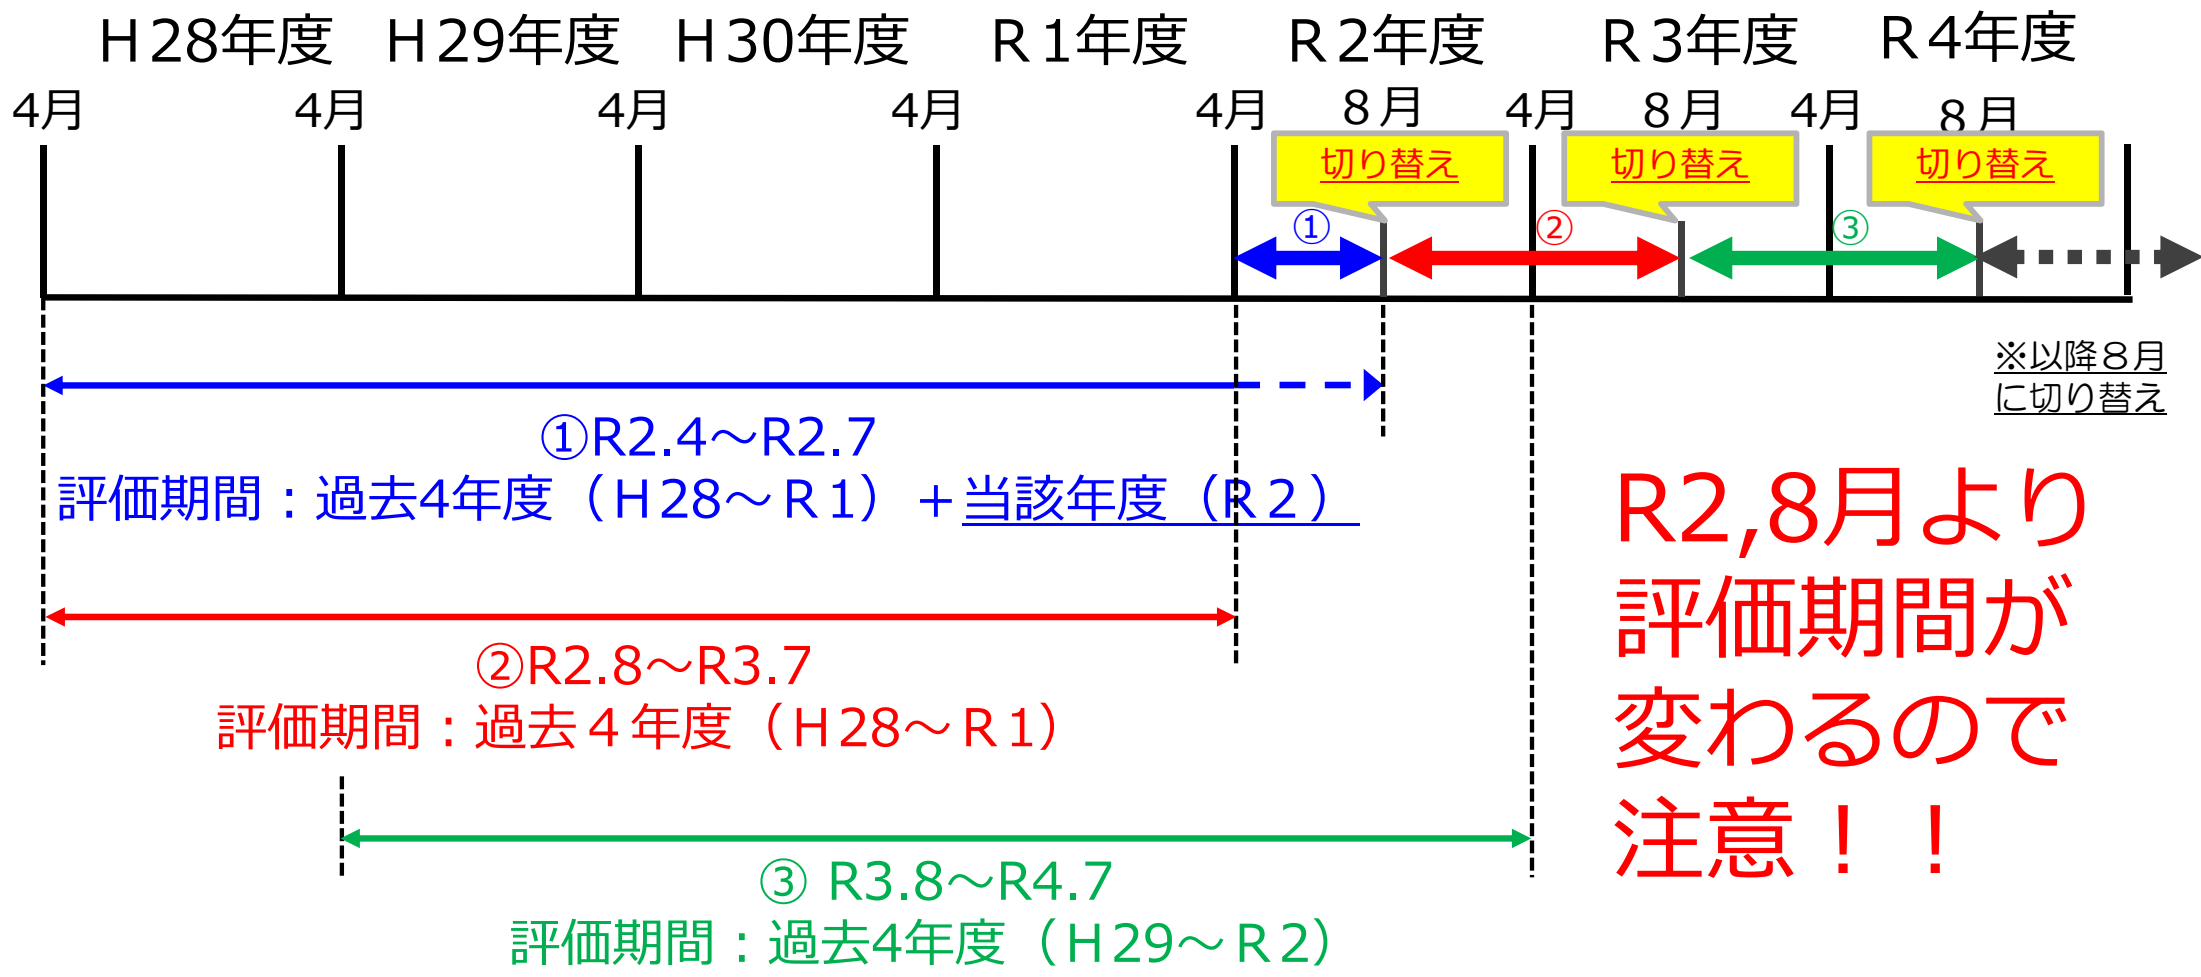 Ｈ28年度　Ｈ29年度　Ｈ30年度　Ｒ1年度　Ｒ2年度　Ｒ3年度　Ｒ4年度
4月　4月　4月　4月　4月　８月　4月　８月　4月　８月
切り替え　切り替え　切り替え
①　②　③
※以降８月
に切り替え
①R2.4～R2.7
評価期間：過去4年度（Ｈ28～Ｒ1）＋当該年度（Ｒ2）
②R2.8～R3.7
評価期間：過去４年度（Ｈ28～Ｒ1）
③ R3.8～R4.7
評価期間：過去4年度（Ｈ29～Ｒ2）
R2,8月より
評価期間が
変わるので
注意！！